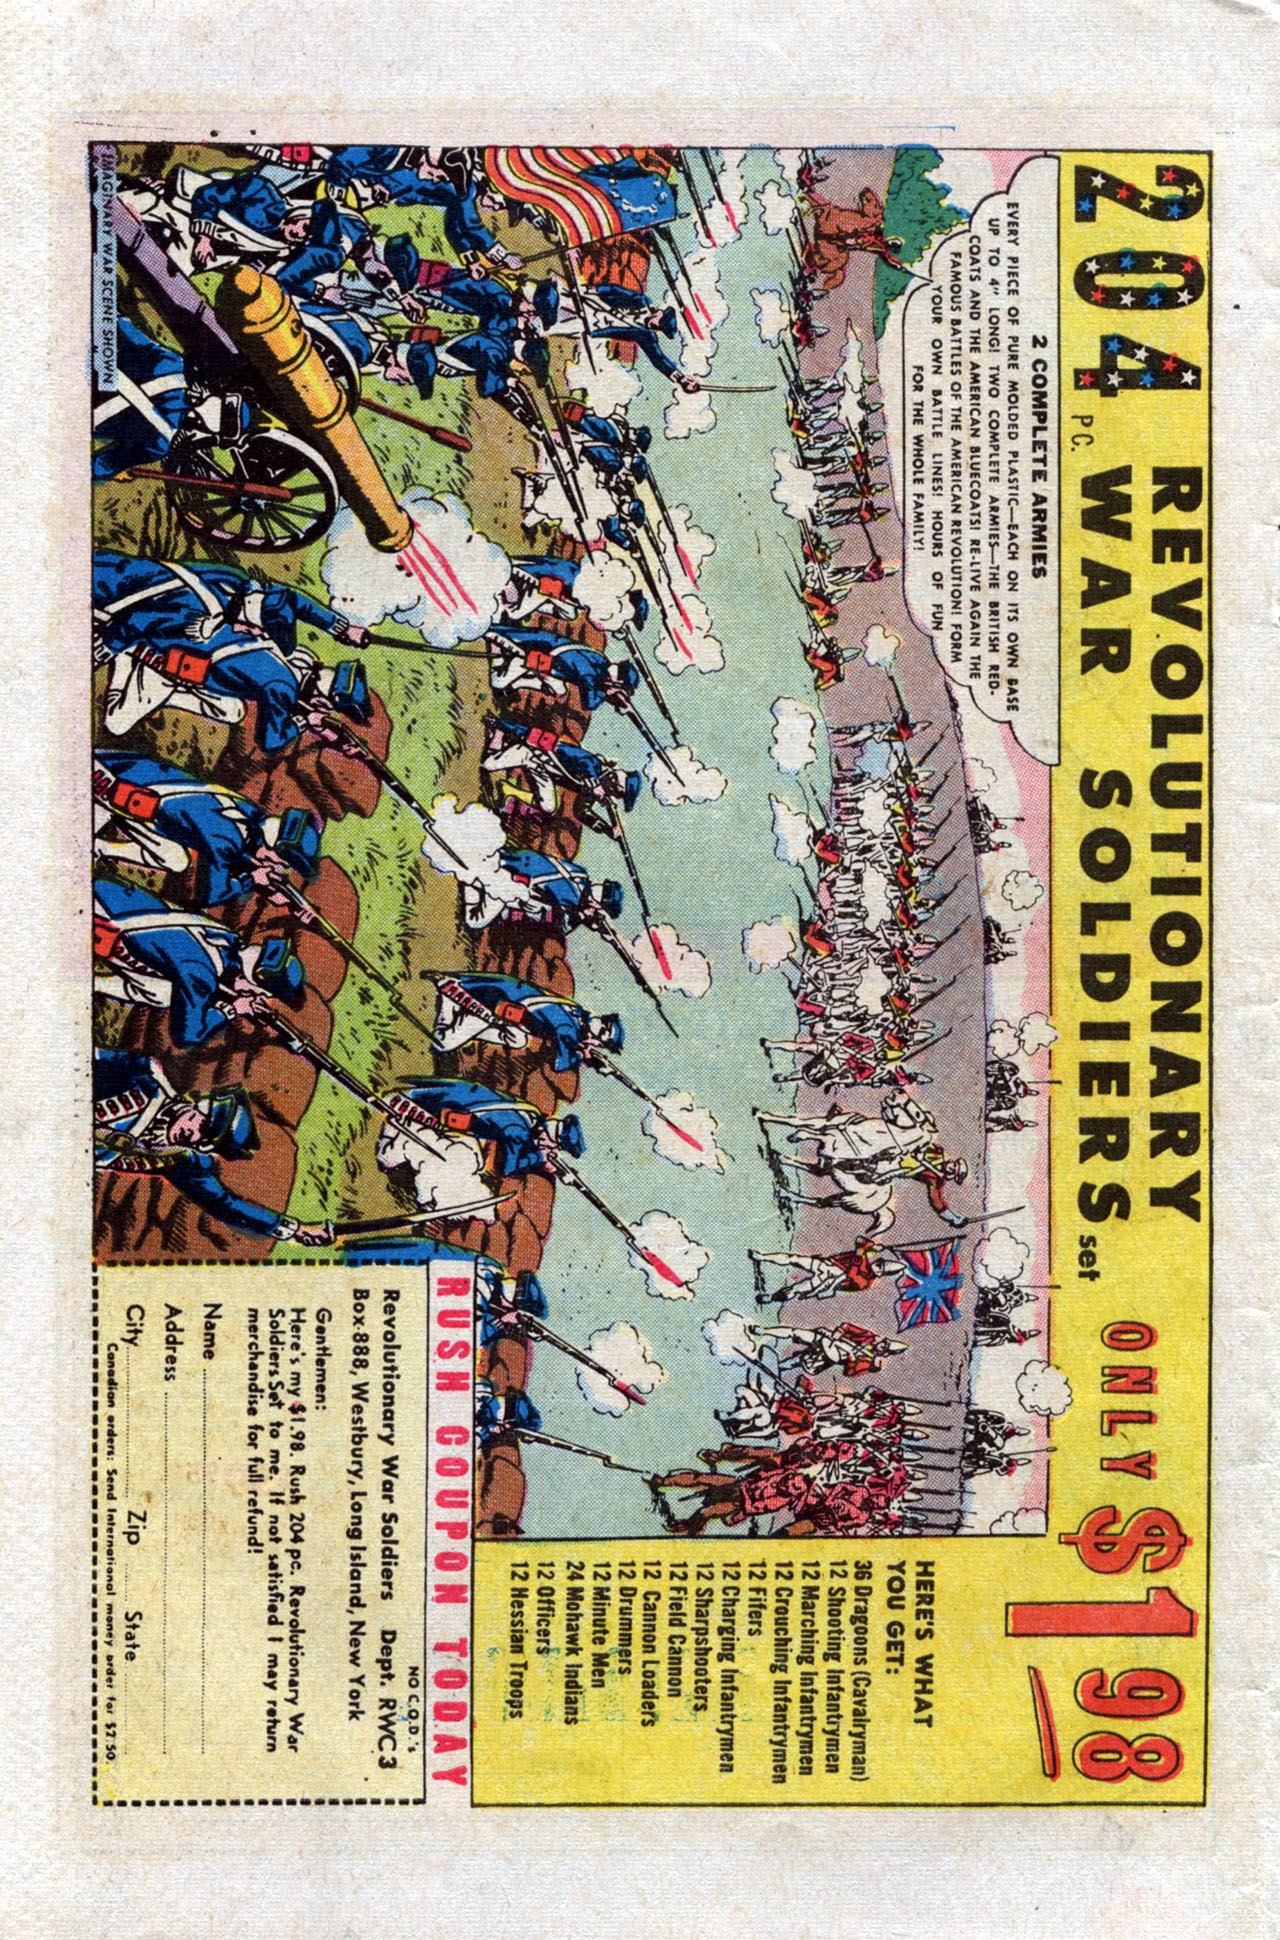 204 PC. REVOLUTIONARY
WAR SOLDIERS set
ONLY $1 98
2 COMPLETE ARMIES
EVERY PIECE OF PURE MOLDED PLASTIC—EACH ON ITS OWN BASE
UP TO 4" LONG! TWO COMPLETE ARMIES—THE BRITISH RED-
COATS AND THE AMERICAN BLUECOATS! RE-LIVE AGAIN THE
FAMOUS BATTLES OF THE AMERICAN REVOLUTION! FORM
YOUR OWN BATTLE LINES! HOURS OF FUN
FOR THE WHOLE FAMILY!
IMAGINARY WAR SCENE SHOWN
HERE'S WHAT
YOU GET:
36 Dragoons (Cavalryman)
12 Shooting Infantrymen
12 Marching Infantrymen
12 Crouching Infantrymen
12 Fifers
12 Charging Infantrymen
12 Sharpshooters
12 Field Cannon
12 Cannon Loaders
12 Drummers
12 Minute Men
24 Mohawk Indians
12 Officers
12 Hessian Troops
RUSH COUPON TODAY
NO C.O.D.'s
Revolutionary War Soldiers Dept. RWC3
Box 888, Westbury, Long Island, New York
Gentlemen:
Here's my $1.98. Rush 204 pc. Revolutionary War
Soldiers Set to me. If not satisfied I may return
merchandise for full refund!
Name
Address
City Zip State
Canadian orders: Send International money order for $2.50.